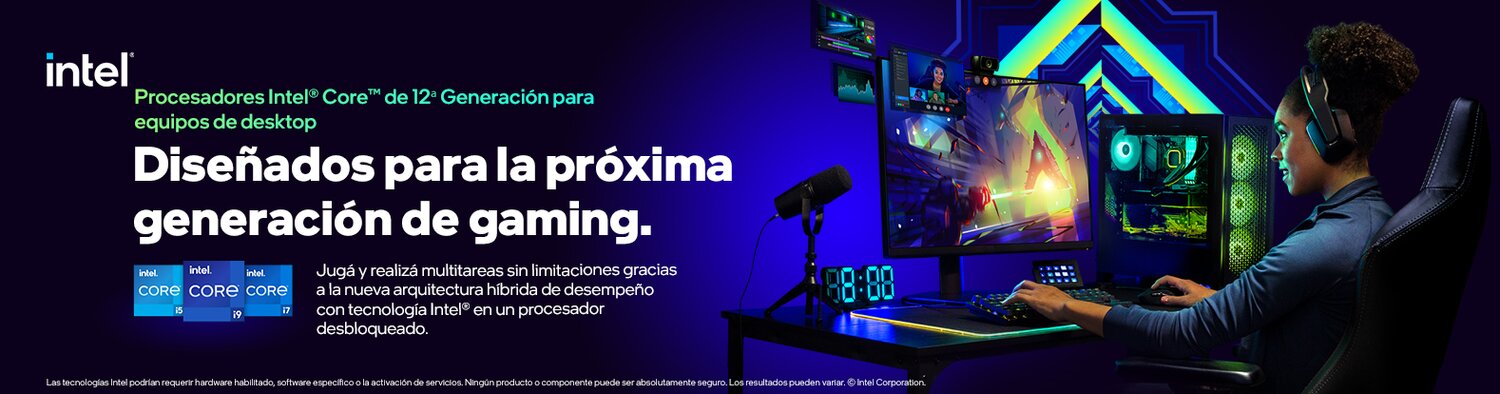 intel®
Procesadores Intel® Core™ de 12ª Generación para
equipos de desktop
Diseñados para la próxima
generación de gaming.
intel.
CORE
i5
intel.
CORE
i9
intel.
CORE
i7
Jugá y realizá multitareas sin limitaciones gracias
a la nueva arquitectura híbrida de desempeño
con tecnología Intel® en un procesador
desbloqueado.
18:00
Las tecnologías Intel podrían requerir hardware habilitado, software específico o la activación de servicios. Ningún producto o componente puede ser absolutamente seguro. Los resultados pueden variar. © Intel Corporation.